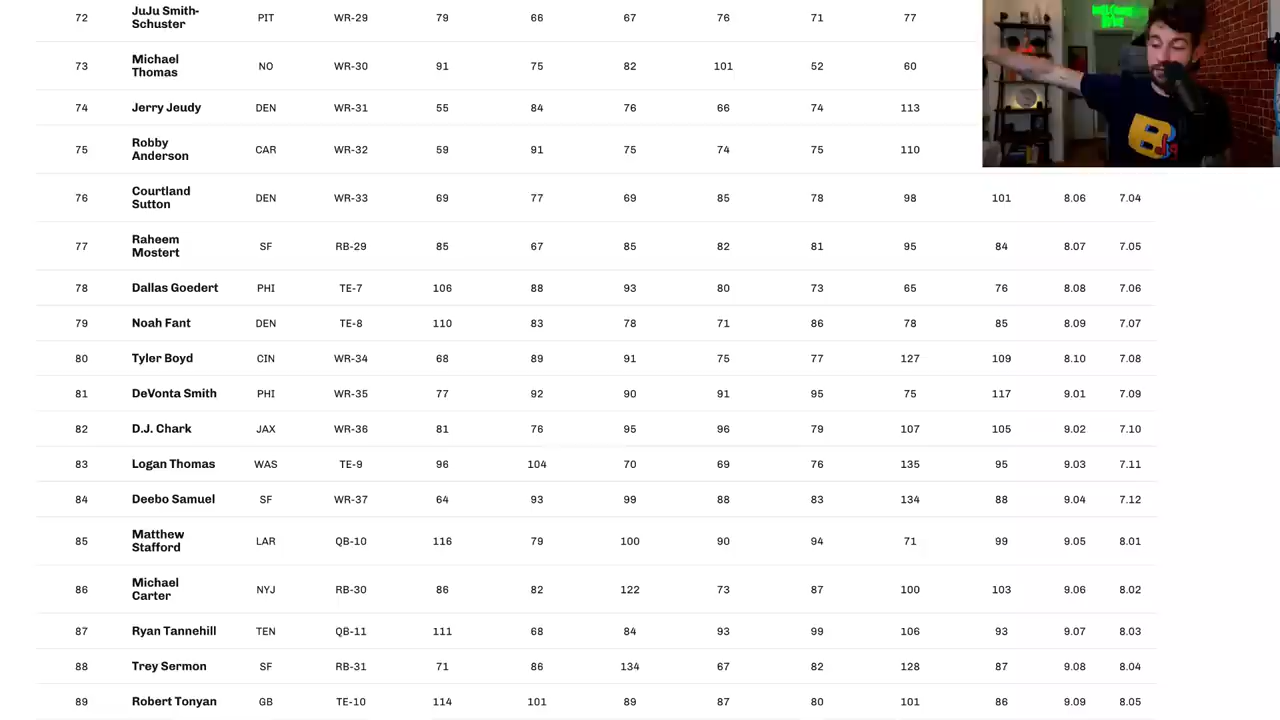 72 JuJu Smith-Schuster PIT WR-29 79 66 67 76 71 77
73 Michael Thomas NO WR-30 91 75 82 101 52 60
74 Jerry Jeudy DEN WR-31 55 84 76 66 74 113
75 Robby Anderson CAR WR-32 59 91 75 74 75 110
76 Courtland Sutton DEN WR-33 69 77 69 85 78 98 101 8.06 7.04
77 Raheem Mostert SF RB-29 85 67 85 82 81 95 84 8.07 7.05
78 Dallas Goedert PHI TE-7 106 88 93 80 73 65 76 8.08 7.06
79 Noah Fant DEN TE-8 110 83 78 71 86 78 85 8.09 7.07
80 Tyler Boyd CIN WR-34 68 89 91 75 77 127 109 8.10 7.08
81 DeVonta Smith PHI WR-35 77 92 90 91 95 75 117 9.01 7.09
82 D.J. Chark JAX WR-36 81 76 95 96 79 107 105 9.02 7.10
83 Logan Thomas WAS TE-9 96 104 70 69 76 135 95 9.03 7.11
84 Deebo Samuel SF WR-37 64 93 99 88 83 134 88 9.04 7.12
85 Matthew Stafford LAR QB-10 116 79 100 90 94 71 99 9.05 8.01
86 Michael Carter NYJ RB-30 86 82 122 73 87 100 103 9.06 8.02
87 Ryan Tannehill TEN QB-11 111 68 84 93 99 106 93 9.07 8.03
88 Trey Sermon SF RB-31 71 86 134 67 82 128 87 9.08 8.04
89 Robert Tonyan GB TE-10 114 101 89 87 80 101 86 9.09 8.05